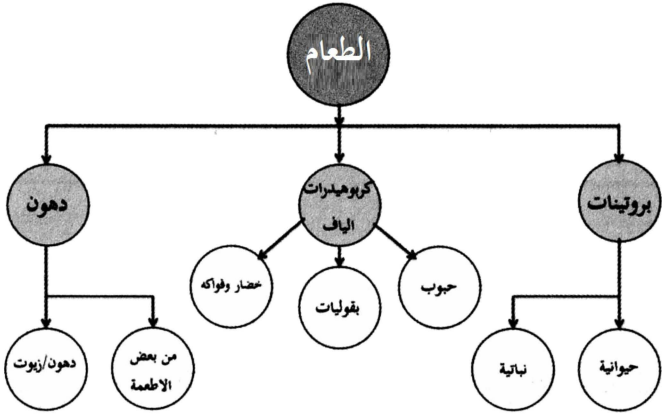 الطعام
بروتينات
كربوهيدرات
الياف
دهون
حبوب
بقوليات
خضار وفواكه
حيوانية
نباتية
من بعض
الاطعمة
دهون/زيوت